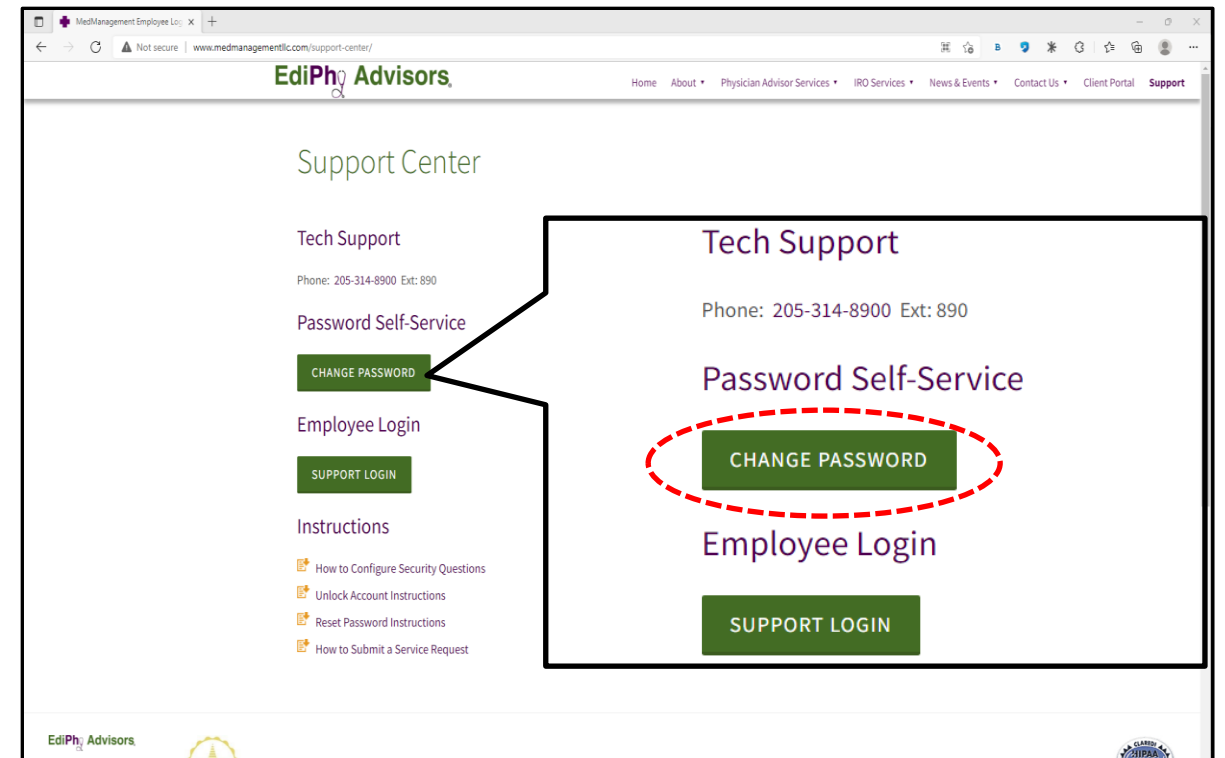 MedManagement Employee Log
Not secure | www.medmanagementllc.com/support-center/
EdiPhy Advisors
Home About Physician Advisor Services IRO Services News & Events Contact Us Client Portal Support
Support Center
Tech Support
Phone: 205-314-8900 Ext: 890
Password Self-Service
CHANGE PASSWORD
Employee Login
SUPPORT LOGIN
Instructions
How to Configure Security Questions
Unlock Account Instructions
Reset Password Instructions
How to Submit a Service Request
Tech Support
Phone: 205-314-8900 Ext: 890
Password Self-Service
CHANGE PASSWORD
Employee Login
SUPPORT LOGIN
EdiPhy Advisors
HIPAA